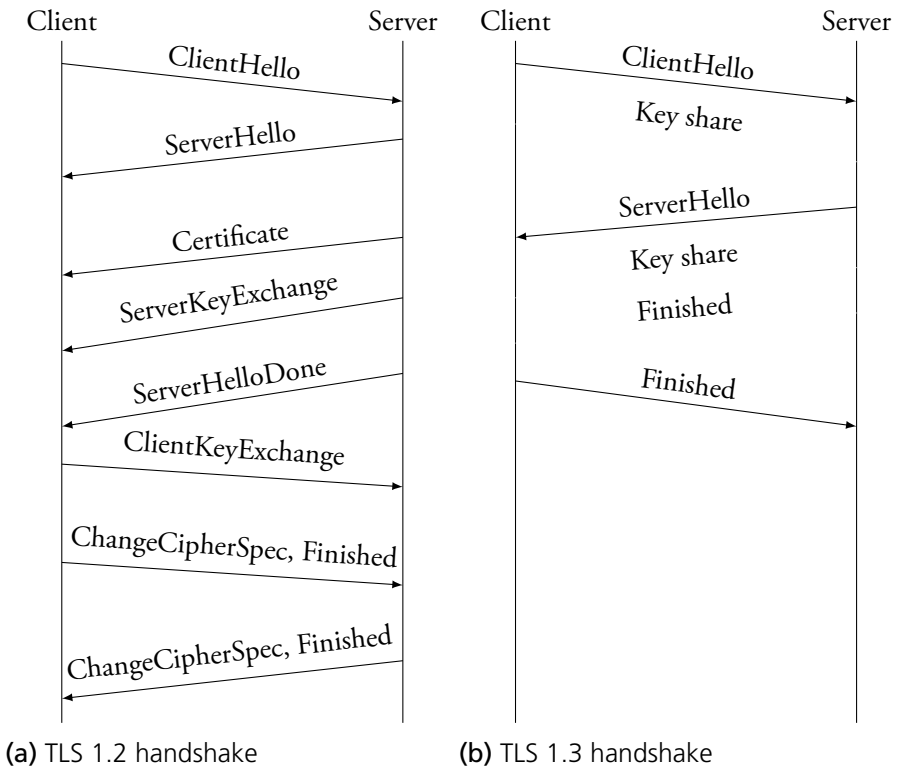 Client Server
ClientHello
ServerHello
Certificate
ServerKeyExchange
ServerHelloDone
ClientKeyExchange
ChangeCipherSpec, Finished
ChangeCipherSpec, Finished
(a) TLS 1.2 handshake
Client Server
ClientHello
Key share
ServerHello
Key share
Finished
Finished
(b) TLS 1.3 handshake